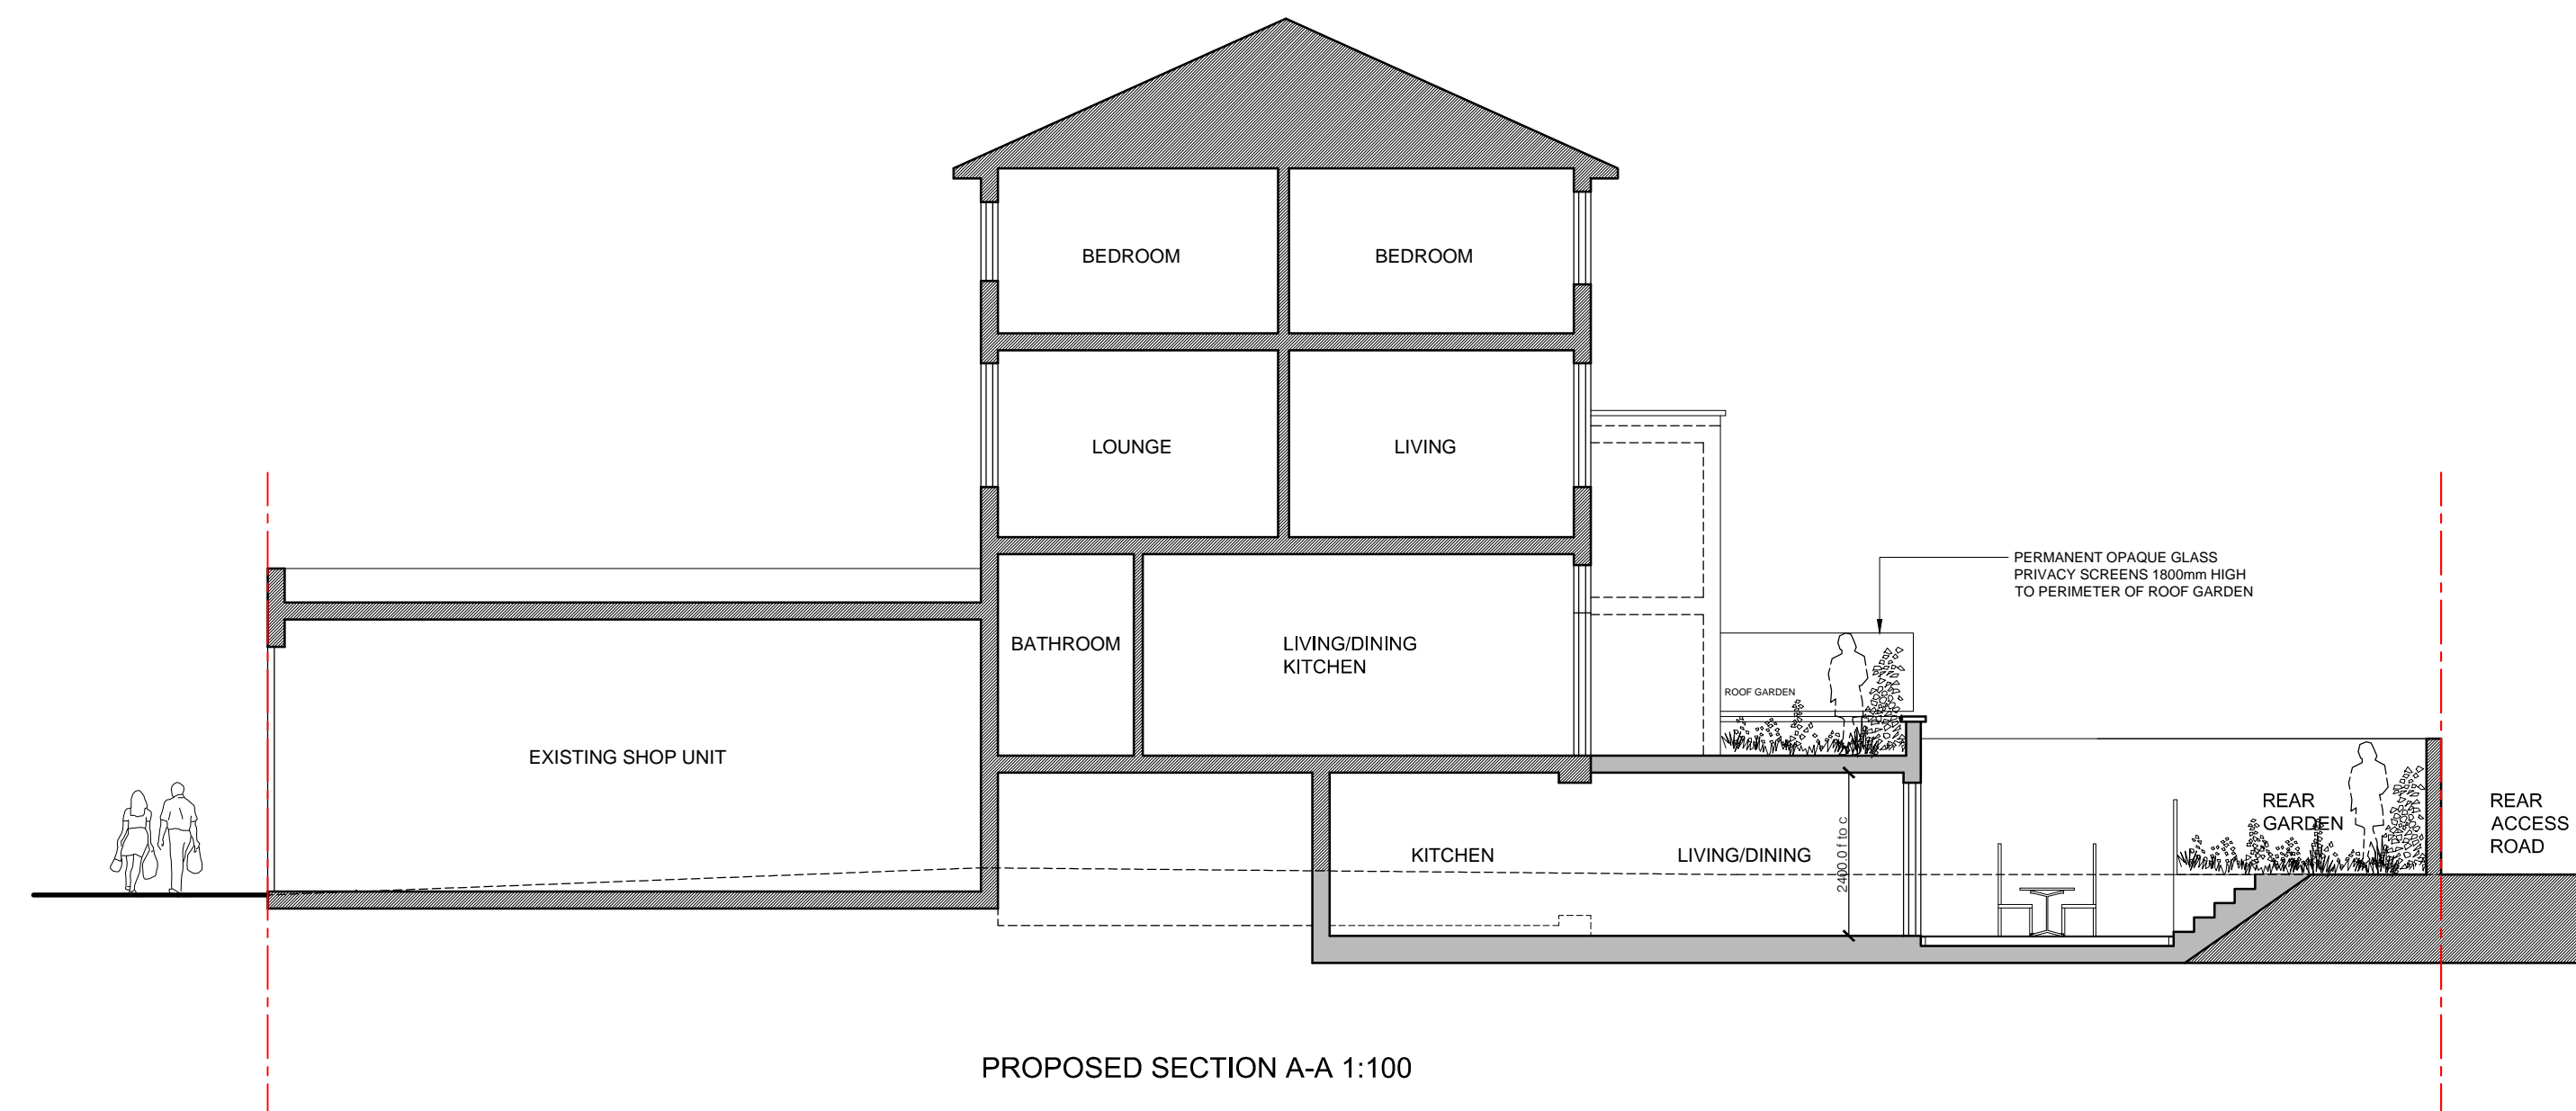 BEDROOM
BEDROOM
LOUNGE
LIVING
PERMANENT OPAQUE GLASS
PRIVACY SCREENS 1800mm HIGH
TO PERIMETER OF ROOF GARDEN
BATHROOM
LIVING/DINING
KITCHEN
ROOF GARDEN
EXISTING SHOP UNIT
KITCHEN
LIVING/DINING
2400.0 f to c
REAR
GARDEN
REAR
ACCESS
ROAD
PROPOSED SECTION A-A 1:100